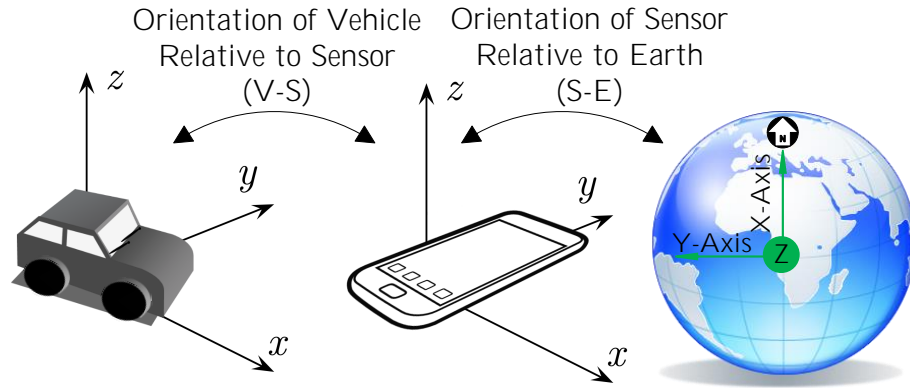 Orientation of Vehicle
Relative to Sensor
(V-S)
Orientation of Sensor
Relative to Earth
(S-E)
z
y
x
z
y
x
N
X-Axis
Y-Axis
Z